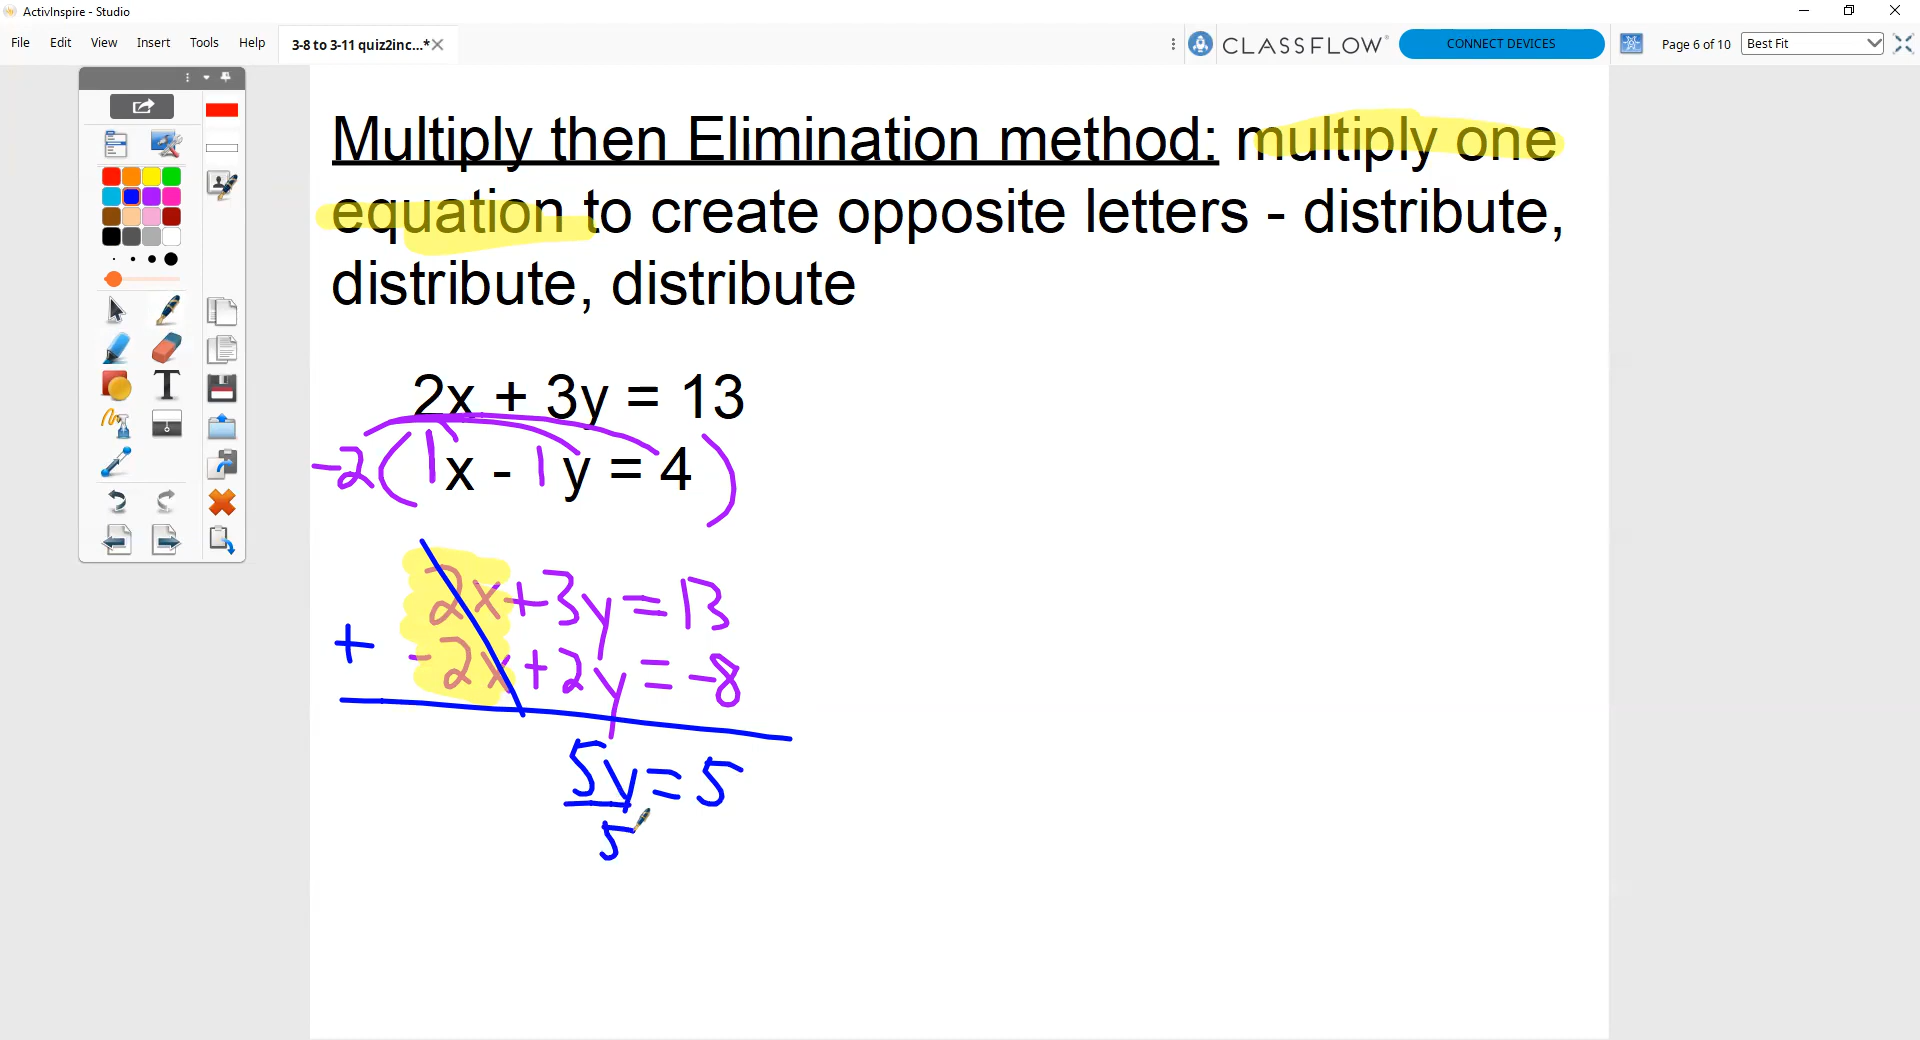 ActivInspire - Studio
File Edit View Insert Tools Help 3-8 to 3-11 quiz2inc...* CLASSFLOW CONNECT DEVICES Page 6 of 10 Best Fit
Multiply then Elimination method: multiply one
equation to create opposite letters - distribute,
distribute, distribute
2x + 3y = 13
-2(1x - 1y = 4)
2x+3y=13
+ -2x+2y=-8
5y=5
5